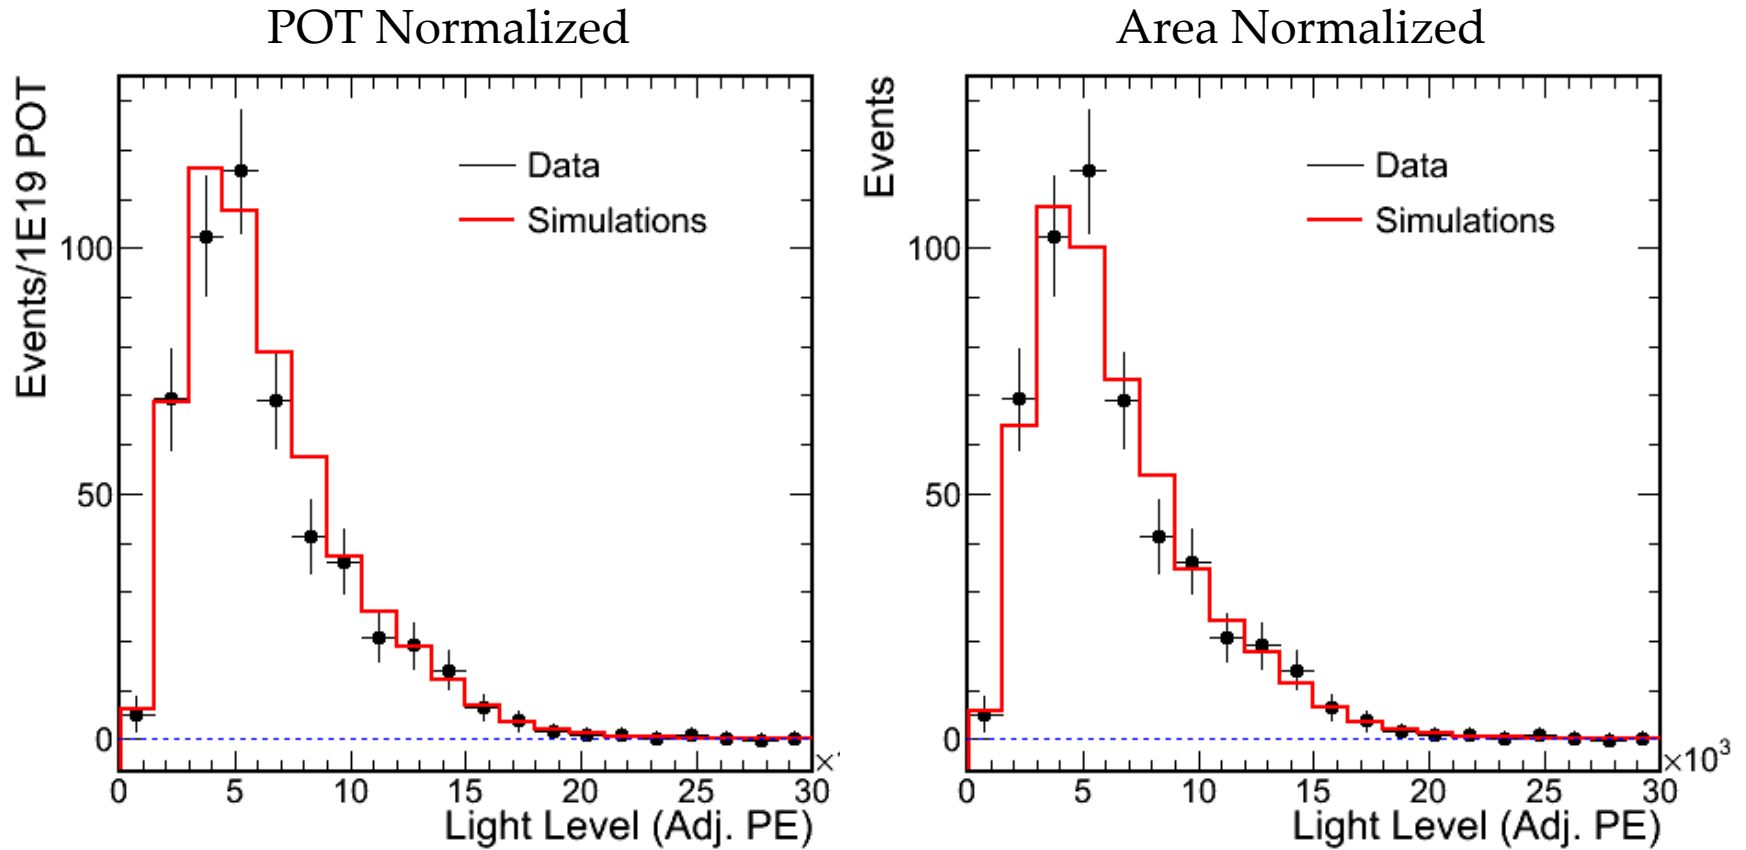 POT Normalized
Events/1E19 POT
Data
Simulations
100
50
0
0 5 10 15 20 25 30
Light Level (Adj. PE)
Area Normalized
Events
Data
Simulations
100
50
0
×10³
0 5 10 15 20 25 30
Light Level (Adj. PE)